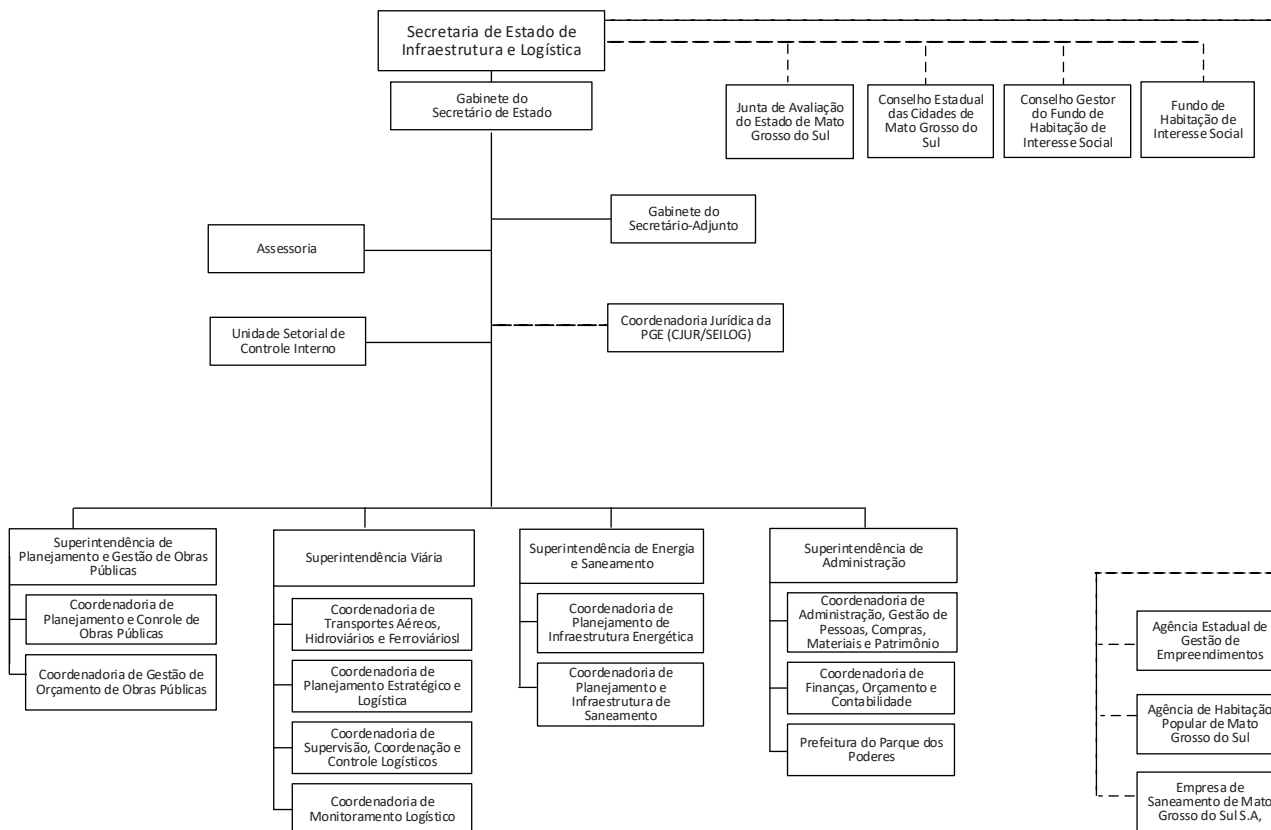 Secretaria de Estado de
Infraestrutura e Logística
Gabinete do
Secretário de Estado
Junta de Avaliação
do Estado de Mato
Grosso do Sul
Conselho Estadual
das Cidades de
Mato Grosso do
Sul
Conselho Gestor
do Fundo de
Habitação de
Interesse Social
Fundo de
Habitação de
Interesse Social
Gabinete do
Secretário-Adjunto
Assessoria
Coordenadoria Jurídica da
PGE (CJUR/SEILOG)
Unidade Setorial de
Controle Interno
Superintendência de
Planejamento e Gestão de Obras
Públicas
Coordenadoria de
Planejamento e Conrole de
Obras Públicas
Coordenadoria de Gestão de
Orçamento de Obras Públicas
Superintendência Viária
Coordenadoria de
Transportes Aéreos,
Hidroviários e Ferroviáriosl
Coordenadoria de
Planejamento Estratégico e
Logística
Coordenadoria de
Supervisão, Coordenação e
Controle Logísticos
Coordenadoria de
Monitoramento Logístico
Superintendência de Energia
e Saneamento
Coordenadoria de
Planejamento de
Infraestrutura Energética
Coordenadoria de
Planejamento e
Infraestrutura de
Saneamento
Superintendência de
Administração
Coordenadoria de
Administração, Gestão de
Pessoas, Compras,
Materiais e Patrimônio
Coordenadoria de
Finanças, Orçamento e
Contabilidade
Prefeitura do Parque dos
Poderes
Agência Estadual de
Gestão de
Empreendimentos
Agência de Habitação
Popular de Mato
Grosso do Sul
Empresa de
Saneamento de Mato
Grosso do Sul S.A,